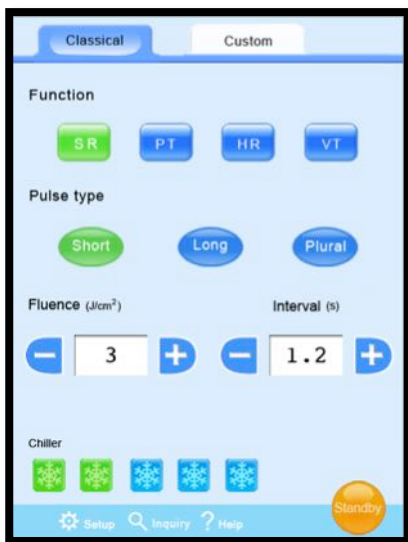 Classical Custom
Function
SR PT HR VT
Pulse type
Short Long Plural
Fluence (J/cm²) Interval (s)
3 1.2
Chiller
Standby
Setup Inquiry ? Help